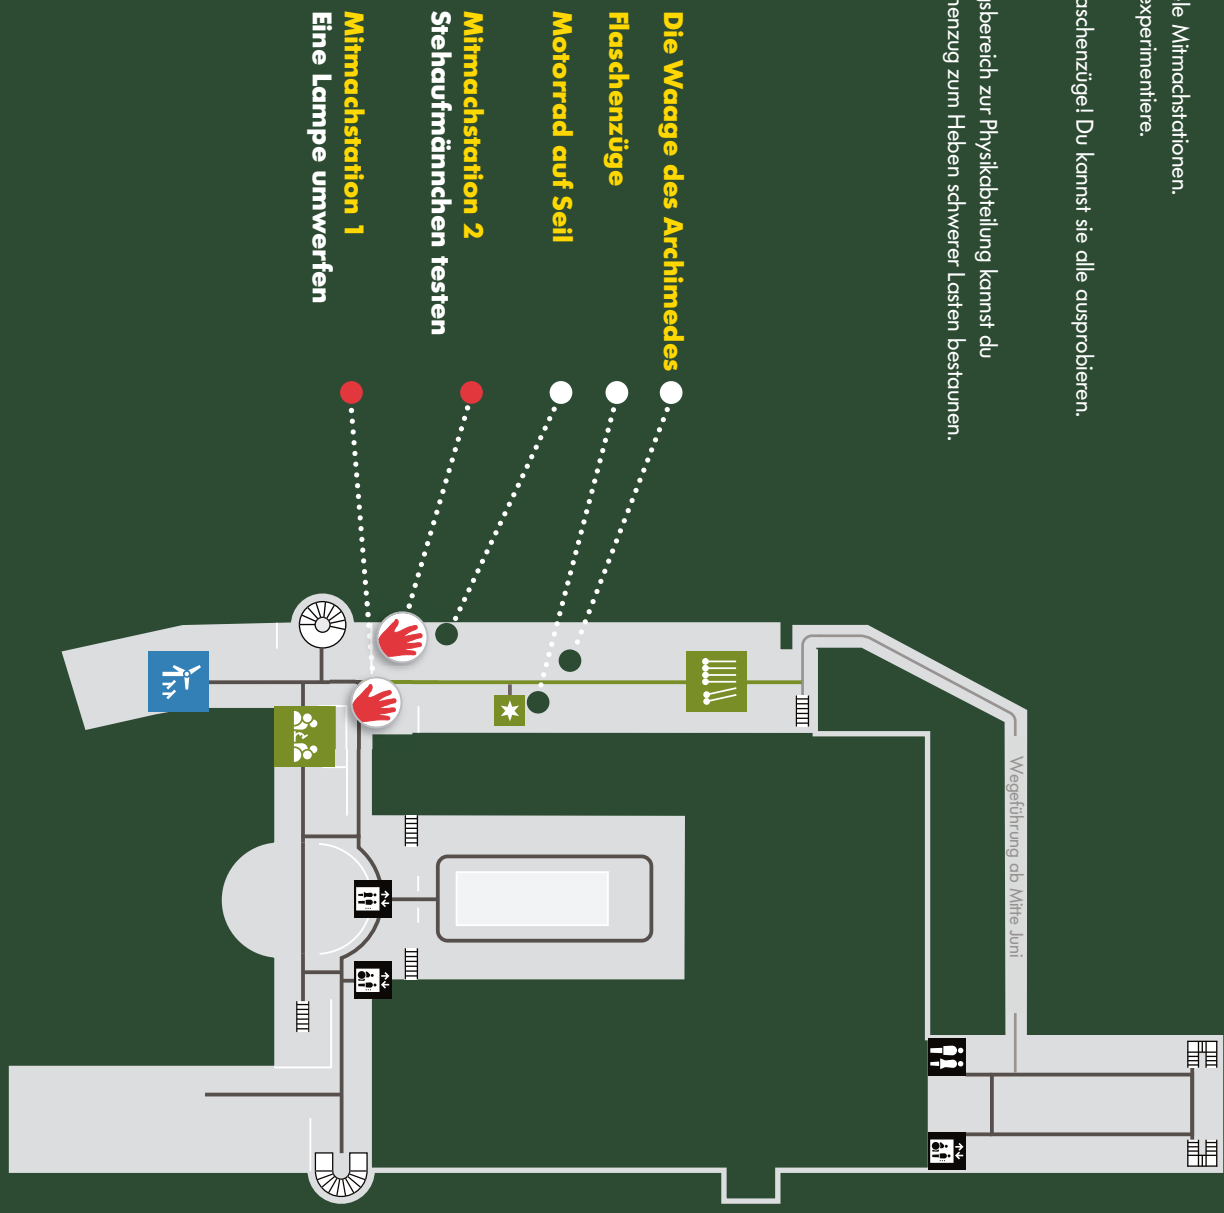 le Mitmachstationen.
experimentiere.
aschenzüge! Du kannst sie alle ausprobieren.
gsbereich zur Physikabteilung kannst du
henzug zum Heben schwerer Lasten bestaunen.
Die Waage des Archimedes
Flaschenzüge
Motorrad auf Seil
Mitmachstation 2
Stehaufmännchen testen
Mitmachstation 1
Eine Lampe umwerfen
Wegeführung ab Mitte Juni